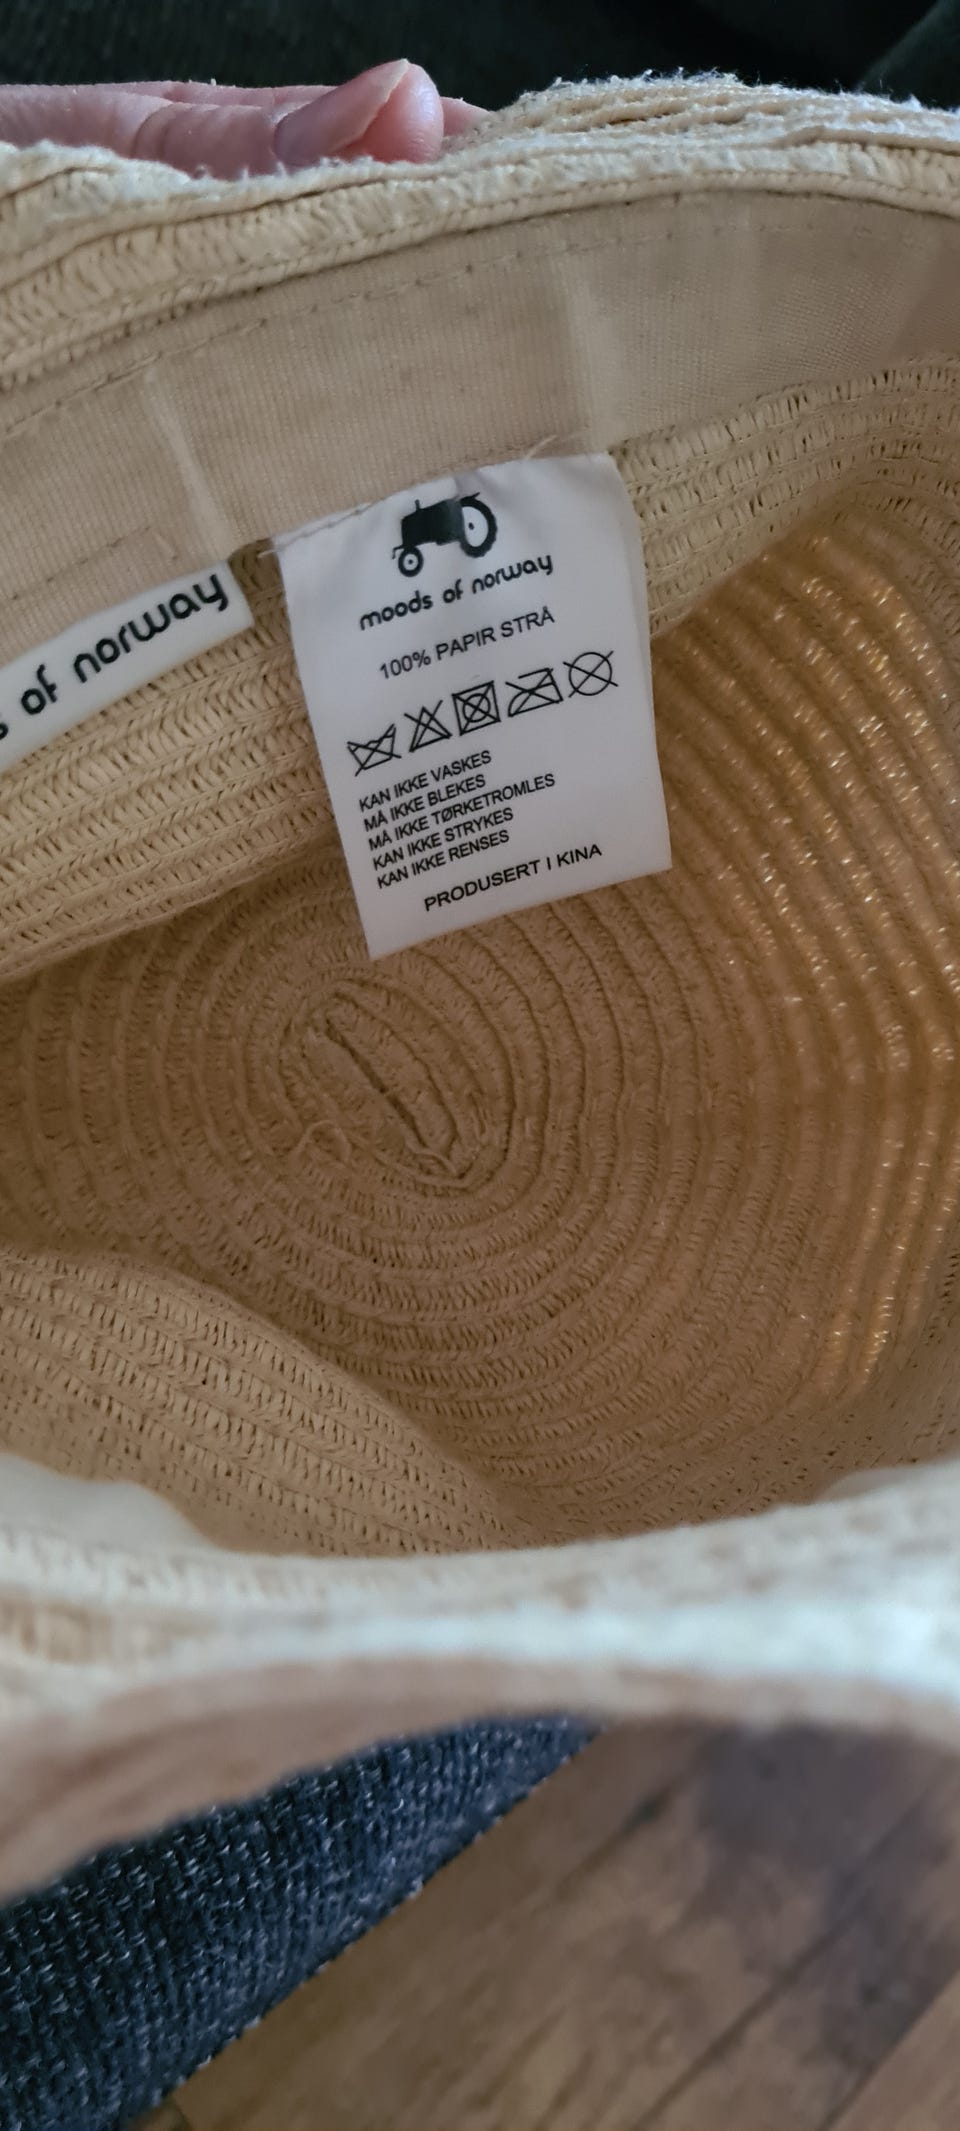 moods of norway
100% PAPIR STRÅ
KAN IKKE VASKES
MÅ IKKE BLEKES
MÅ IKKE TØRKETROMLES
KAN IKKE STRYKES
KAN IKKE RENSES
PRODUSERT I KINA
s of norway